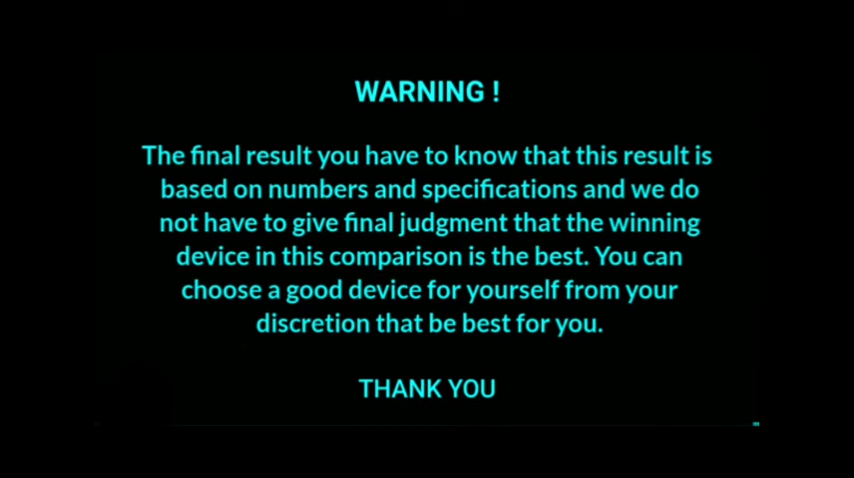 WARNING !
The final result you have to know that this result is
based on numbers and specifications and we do
not have to give final judgment that the winning
device in this comparison is the best. You can
choose a good device for yourself from your
discretion that be best for you.
THANK YOU